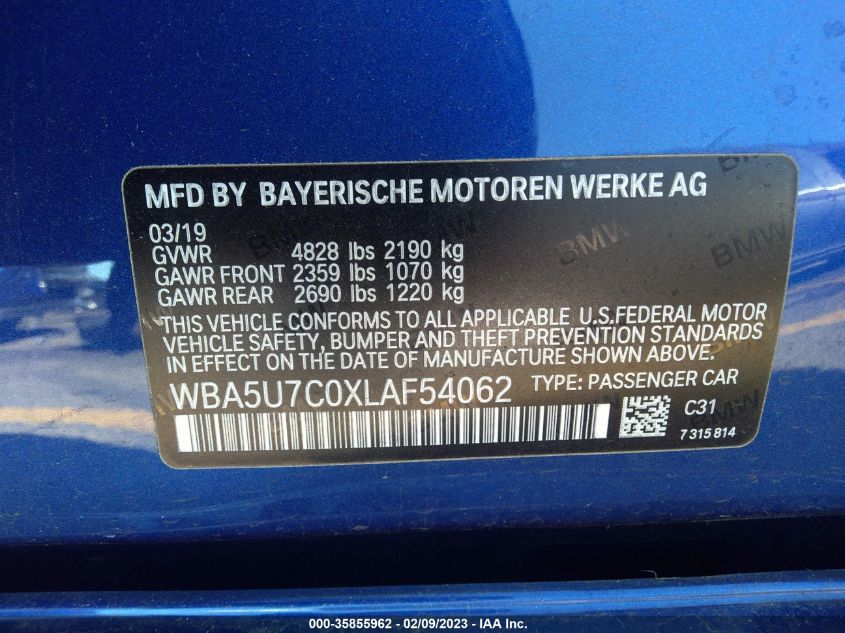 MFD BY BAYERISCHE MOTOREN WERKE AG
03/19
GVWR 4828 lbs 2190 kg
GAWR FRONT 2359 lbs 1070 kg
GAWR REAR 2690 lbs 1220 kg
THIS VEHICLE CONFORMS TO ALL APPLICABLE U.S.FEDERAL MOTOR
VEHICLE SAFETY, BUMPER AND THEFT PREVENTION STANDARDS
IN EFFECT ON THE DATE OF MANUFACTURE SHOWN ABOVE.
WBA5U7C0XLAF54062 TYPE: PASSENGER CAR
C31
7 315 814
000-35855962 - 02/09/2023 - IAA Inc.